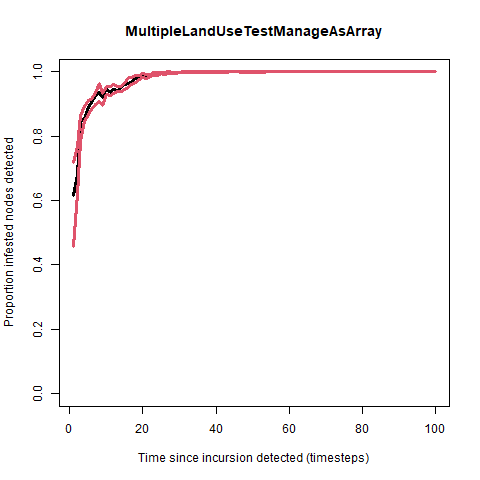 MultipleLandUseTestManageAsArray
Proportion infested nodes detected
1.0
0.8
0.6
0.4
0.2
0.0
0 20 40 60 80 100
Time since incursion detected (timesteps)